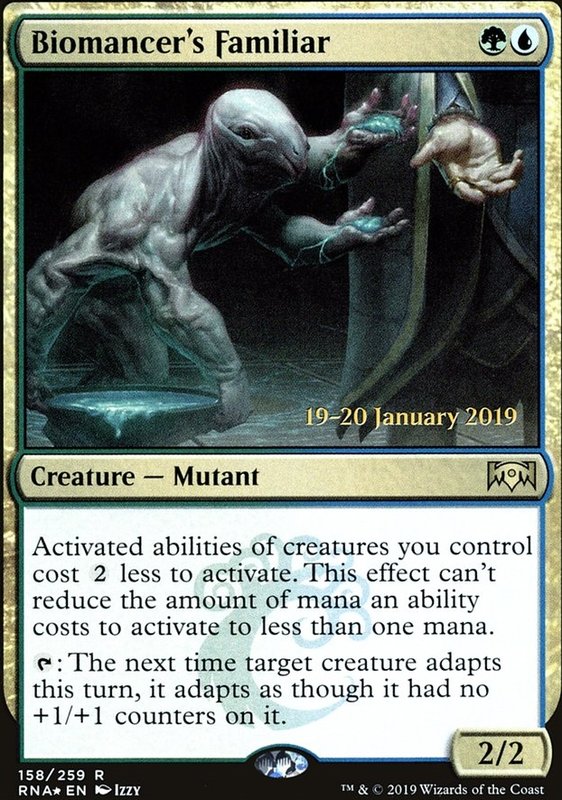 Biomancer's Familiar
19–20 January 2019
Creature — Mutant
Activated abilities of creatures you control
cost 2 less to activate. This effect can't
reduce the amount of mana an ability
costs to activate to less than one mana.
: The next time target creature adapts
this turn, it adapts as though it had no
+1/+1 counters on it.
2/2
158/259 R
RNA★EN Izzy
™ & © 2019 Wizards of the Coast